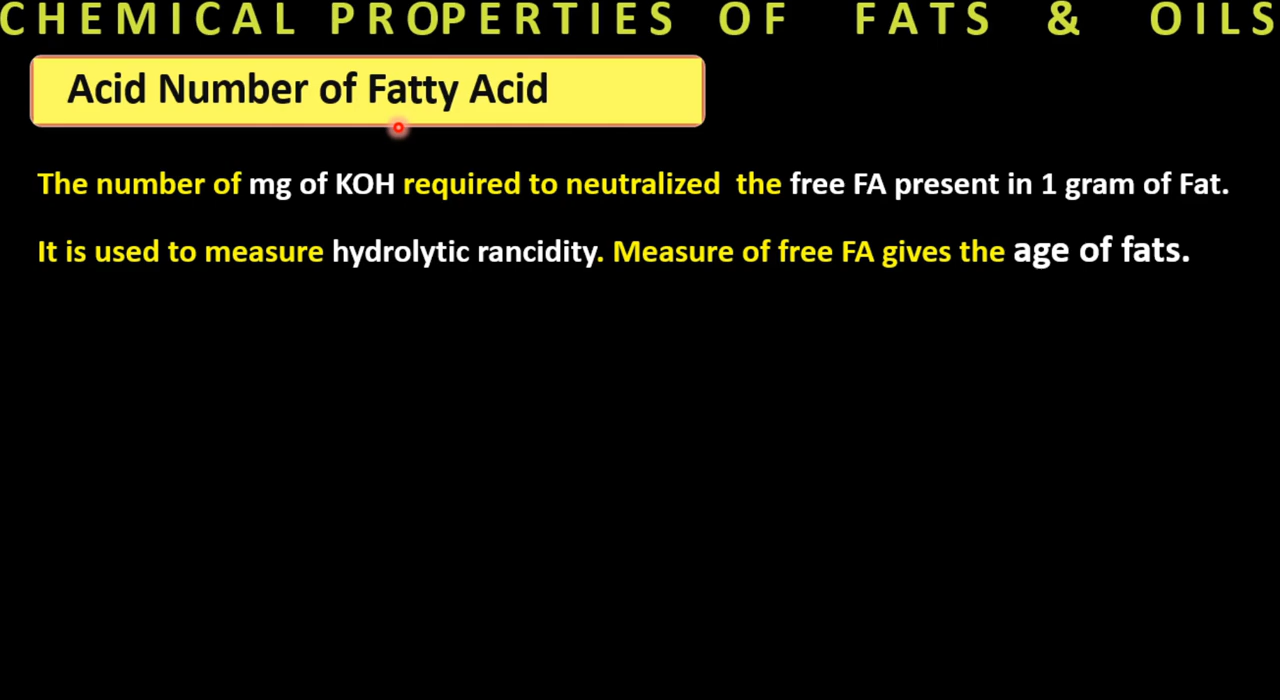 CHEMICAL PROPERTIES OF FATS & OILS
Acid Number of Fatty Acid
The number of mg of KOH required to neutralized the free FA present in 1 gram of Fat.
It is used to measure hydrolytic rancidity. Measure of free FA gives the age of fats.